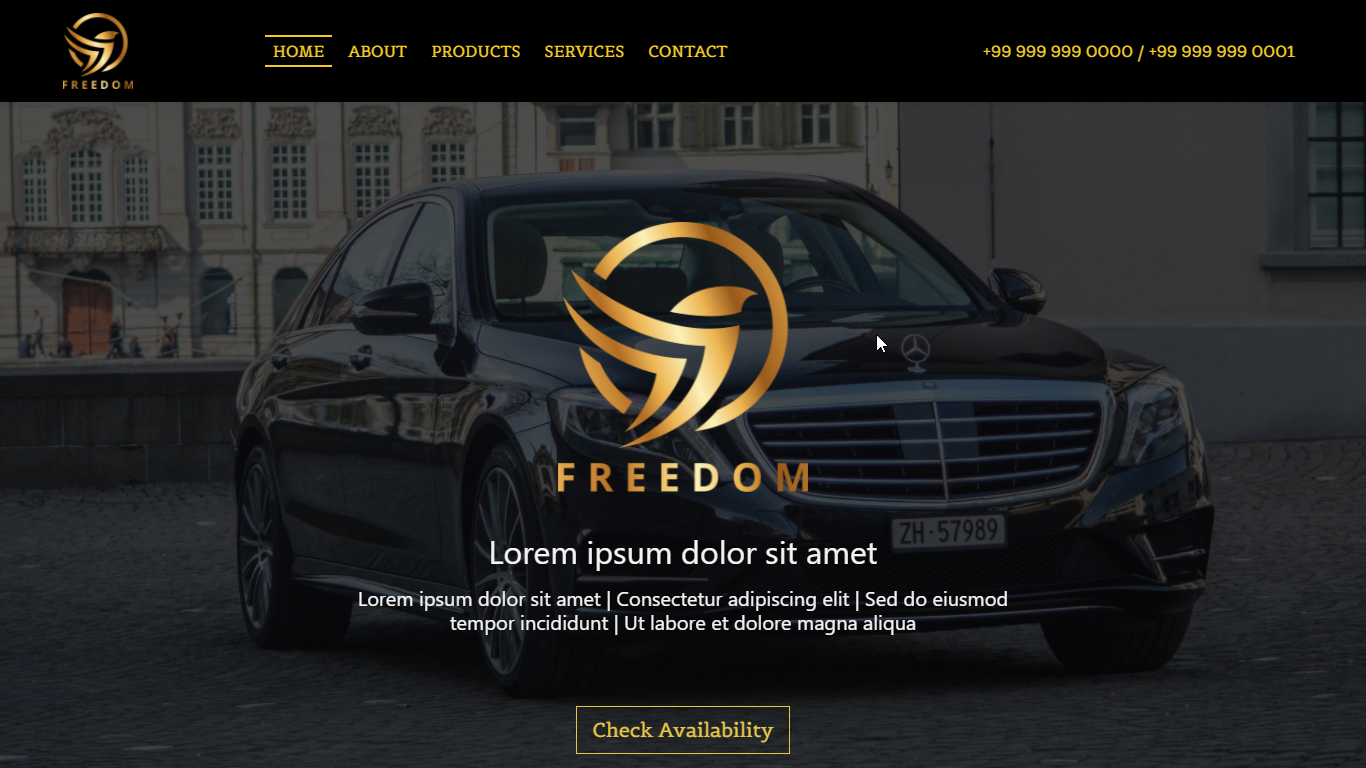 FREEDOM
HOME ABOUT PRODUCTS SERVICES CONTACT
+99 999 999 0000 / +99 999 999 0001
FREEDOM
ZH·57989
Lorem ipsum dolor sit amet
Lorem ipsum dolor sit amet | Consectetur adipiscing elit | Sed do eiusmod
tempor incididunt | Ut labore et dolore magna aliqua
Check Availability